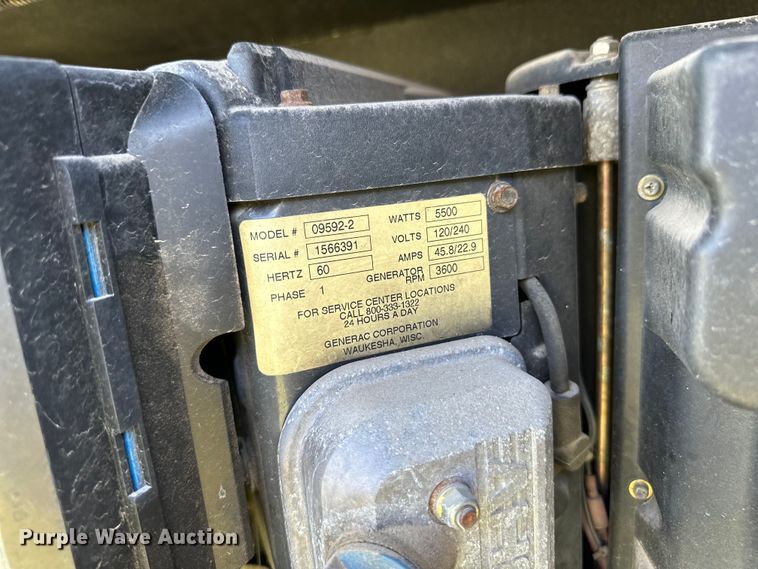 MODEL # 09592-2 WATTS 5500
SERIAL # 1566391 VOLTS 120/240
HERTZ 60 AMPS 45.8/22.9
PHASE 1 GENERATOR RPM 3600
FOR SERVICE CENTER LOCATIONS
CALL 800-333-1322
24 HOURS A DAY
GENERAC CORPORATION
WAUKESHA, WISC.
Purple Wave Auction